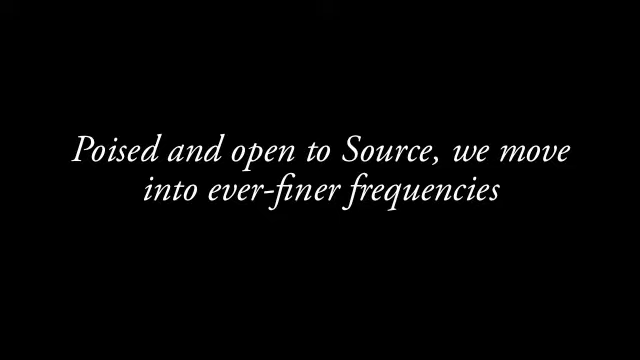 Poised and open to Source, we move
into ever-finer frequencies